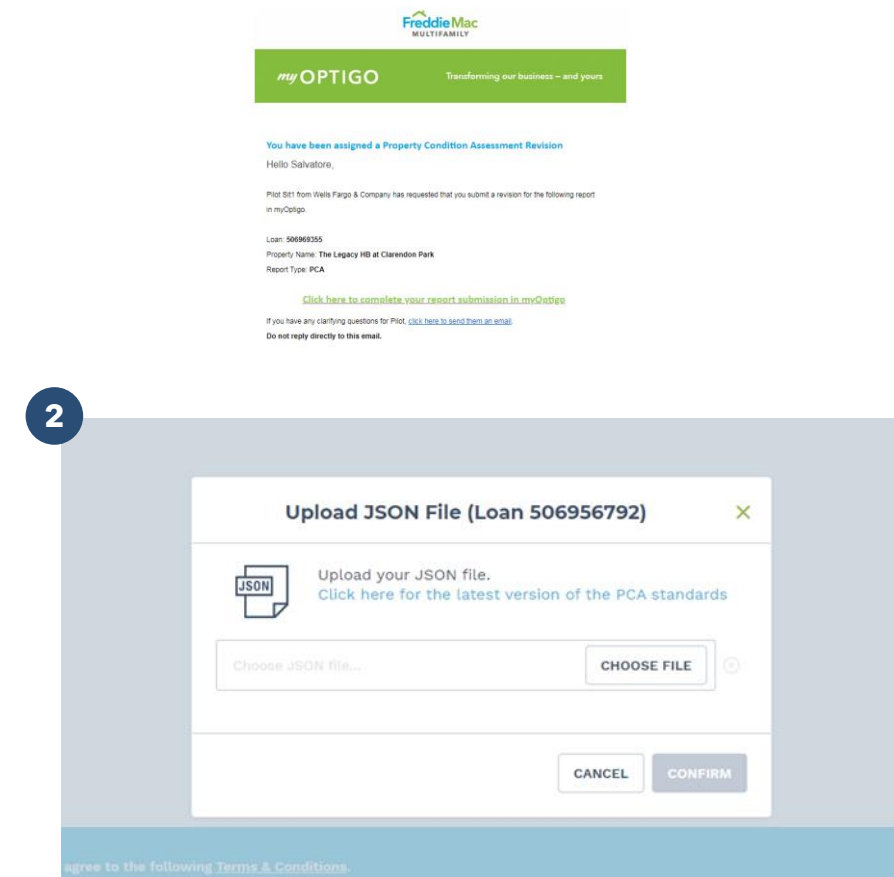 FreddieMac
MULTIFAMILY
my OPTIGO Transforming our business – and yours
You have been assigned a Property Condition Assessment Revision
Hello Salvatore,
Pilot Sit1 from Wells Fargo & Company has requested that you submit a revision for the following report
in myOptigo.
Loan: 506969355
Property Name: The Legacy HB at Clarendon Park
Report Type: PCA
Click here to complete your report submission in myOptigo
If you have any clarifying questions for Pilot, click here to send them an email.
Do not reply directly to this email.
2
Upload JSON File (Loan 506956792)
JSON
Upload your JSON file.
Click here for the latest version of the PCA standards
Choose JSON file...
CHOOSE FILE
CANCEL
CONFIRM
agree to the following Terms & Conditions.